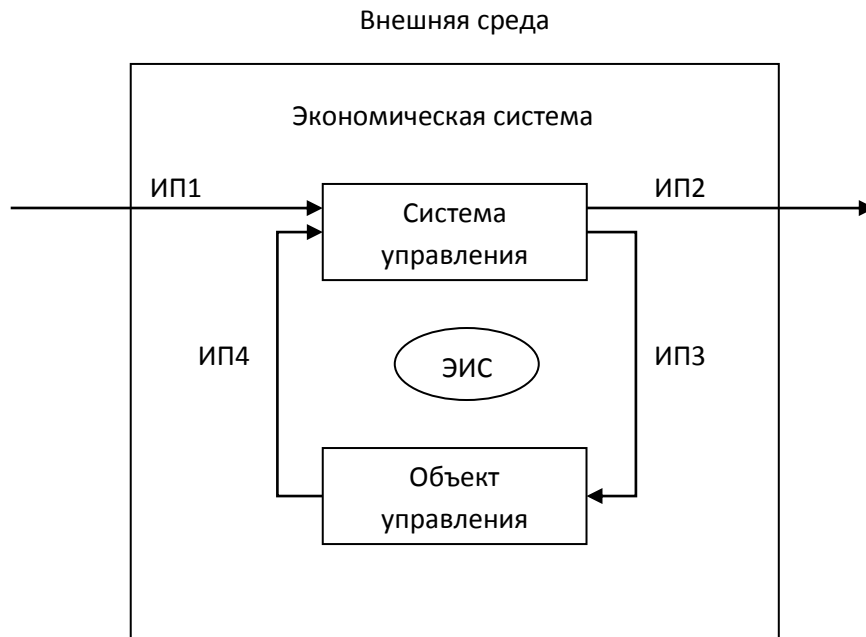 Внешняя среда
Экономическая система
ИП1
ИП2
Система
управления
ИП4
ЭИС
ИП3
Объект
управления